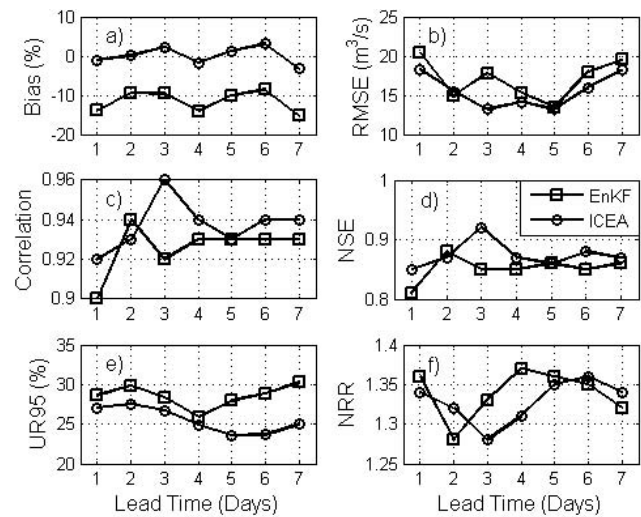 a)
Bias (%)
10
0
-10
-20
1 2 3 4 5 6 7
b)
RMSE (m³/s)
25
20
15
10
1 2 3 4 5 6 7
c)
Correlation
0.96
0.94
0.92
0.9
1 2 3 4 5 6 7
d)
NSE
1
0.9
0.8
EnKF
ICEA
1 2 3 4 5 6 7
e)
UR95 (%)
35
30
25
20
1 2 3 4 5 6 7
Lead Time (Days)
f)
NRR
1.4
1.35
1.3
1.25
1 2 3 4 5 6 7
Lead Time (Days)